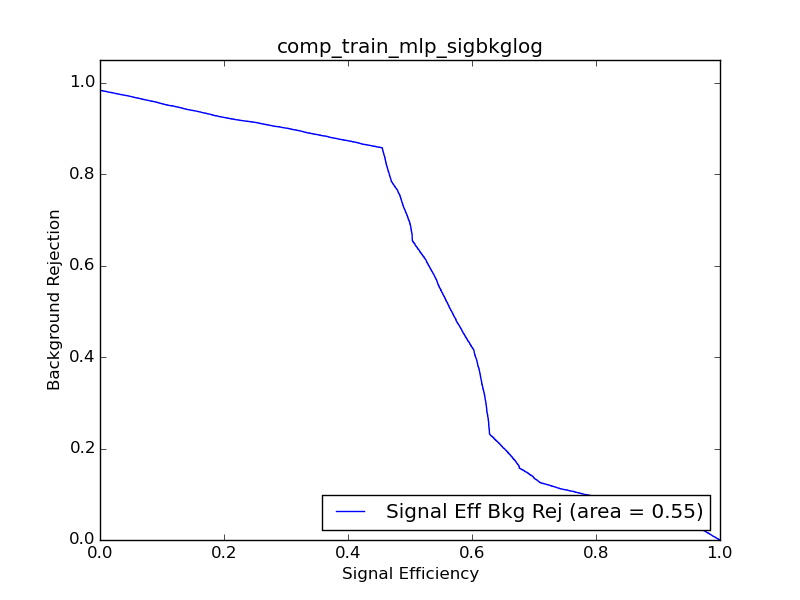 comp_train_mlp_sigbkglog
1.0
0.8
0.6
0.4
0.2
0.0
Background Rejection
Signal Eff Bkg Rej (area = 0.55)
0.0 0.2 0.4 0.6 0.8 1.0
Signal Efficiency